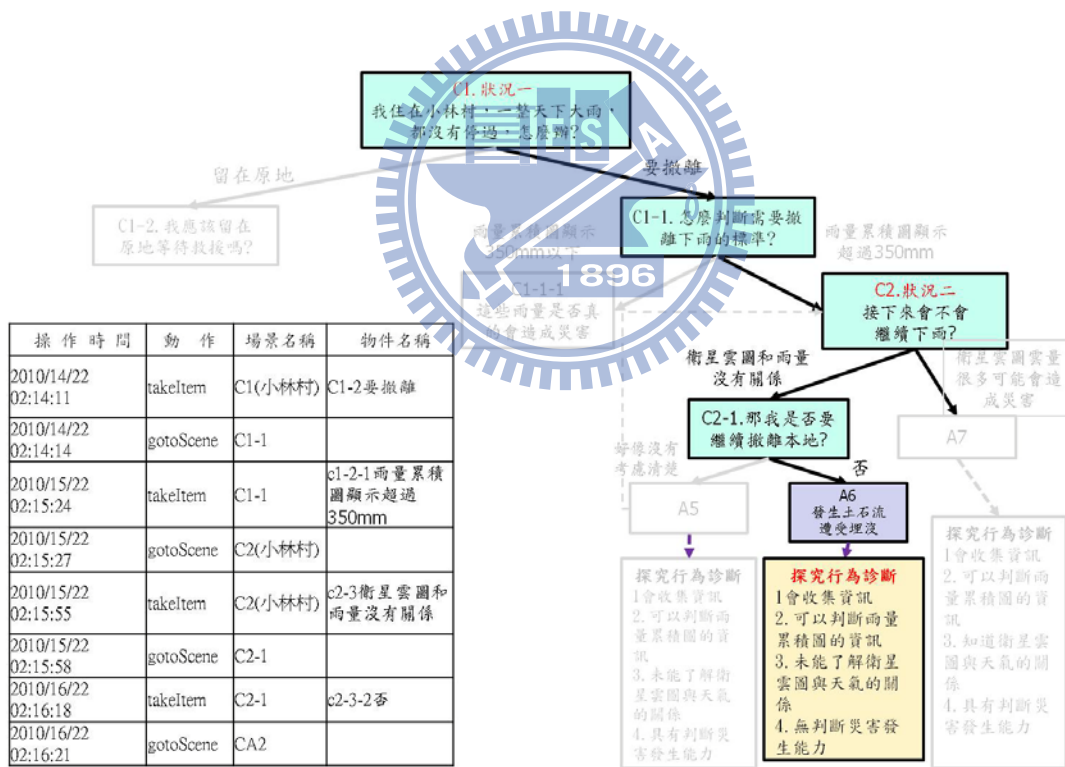 C1.狀況一
我住在小林村，一整天下大雨，
都沒有停過，怎麼辦?
ES
A
1896
留在原地
要撤離
C1-2.我應該留在
原地等待救援嗎?
C1-1.怎麼判斷需要撤
離下雨的標準?
雨量累積圖顯示
350mm以下
雨量累積圖顯示
超過350mm
C1-1-1
這些雨量是否真
的會造成災害
C2.狀況二
接下來會不會
繼續下雨?
衛星雲圖和雨量
沒有關係
衛星雲圖雲量
很多可能會造
成災害
C2-1.那我是否要
繼續撤離本地?
A7
好像沒有
考慮清楚
否
A5
A6
發生土石流
遭受埋沒
探究行為診斷
1會收集資訊
2.可以判斷雨
量累積圖的資
訊
3.未能了解衛
星雲圖與天氣
的關係
4.具有判斷災
害發生能力
探究行為診斷
1會收集資訊
2.可以判斷雨量
累積圖的資訊
3.未能了解衛星
雲圖與天氣的關
係
4.無判斷災害發
生能力
探究行為診斷
1會收集資訊
2.可以判斷雨
量累積圖的資
訊
3.知道衛星雲
圖與天氣的關
係
4.具有判斷災
害發生能力
操作時間 動作 場景名稱 物件名稱
2010/14/22
02:14:11 takeItem C1(小林村) C1-2要撤離
2010/14/22
02:14:14 gotoScene C1-1
2010/15/22
02:15:24 takeItem C1-1 c1-2-1雨量累積
圖顯示超過
350mm
2010/15/22
02:15:27 gotoScene C2(小林村)
2010/15/22
02:15:55 takeItem C2(小林村) c2-3衛星雲圖和
雨量沒有關係
2010/15/22
02:15:58 gotoScene C2-1
2010/16/22
02:16:18 takeItem C2-1 c2-3-2否
2010/16/22
02:16:21 gotoScene CA2